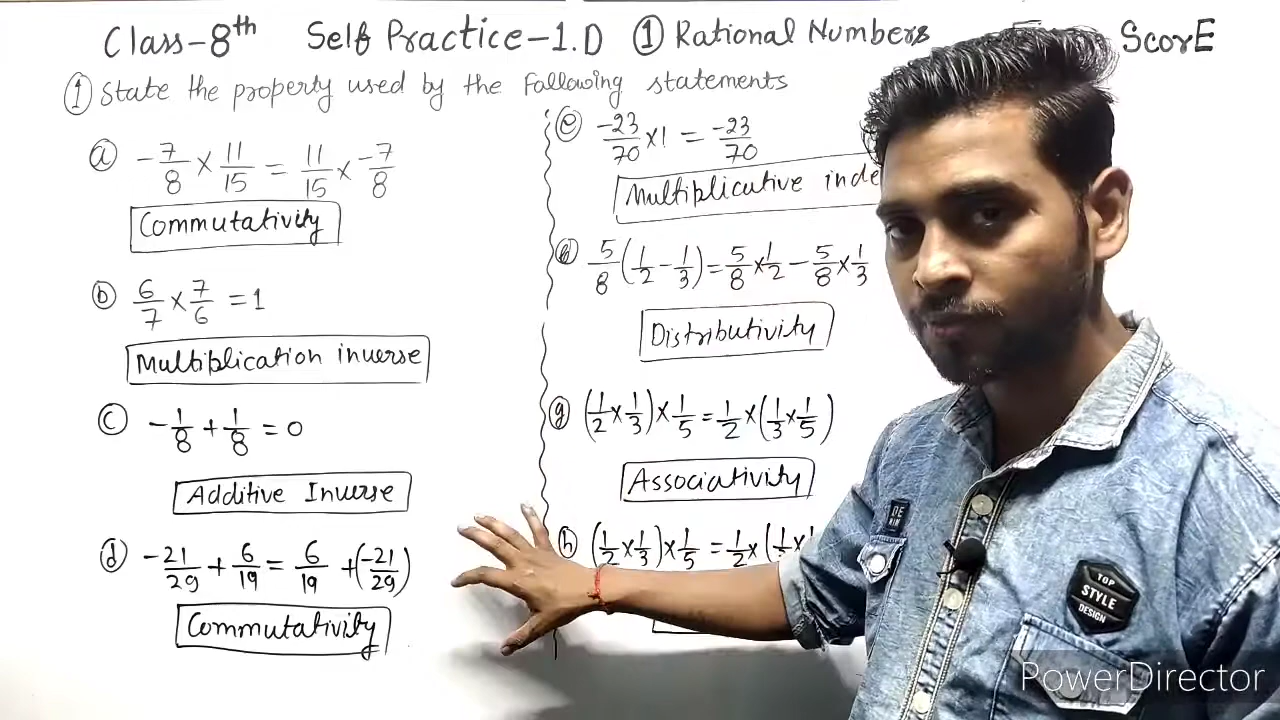 Class-8th Self Practice-1.D ① Rational Numbers ScorE
① State the property used by the following statements
ⓐ -7/8 × 11/15 = 11/15 × -7/8
Commutativity
ⓑ 6/7 × 7/6 = 1
Multiplication inverse
ⓒ -1/8 + 1/8 = 0
Additive Inverse
ⓓ -21/29 + 6/19 = 6/19 + (-21/29)
Commutativity
ⓔ -23/70 × 1 = -23/70
Multiplicative
5/8 (1/2 - 1/3) = 5/8 × 1/2 - 5/8 × 1/3
Distributivity
ⓖ (1/2 × 1/3) × 1/5 = 1/2 × (1/3 × 1/5)
Associativity
ⓗ (1/2 × 1/3) × 1/5 = 1/2 × (1/3 ×
DENIM
TOP STYLE DESIGN
PowerDirector